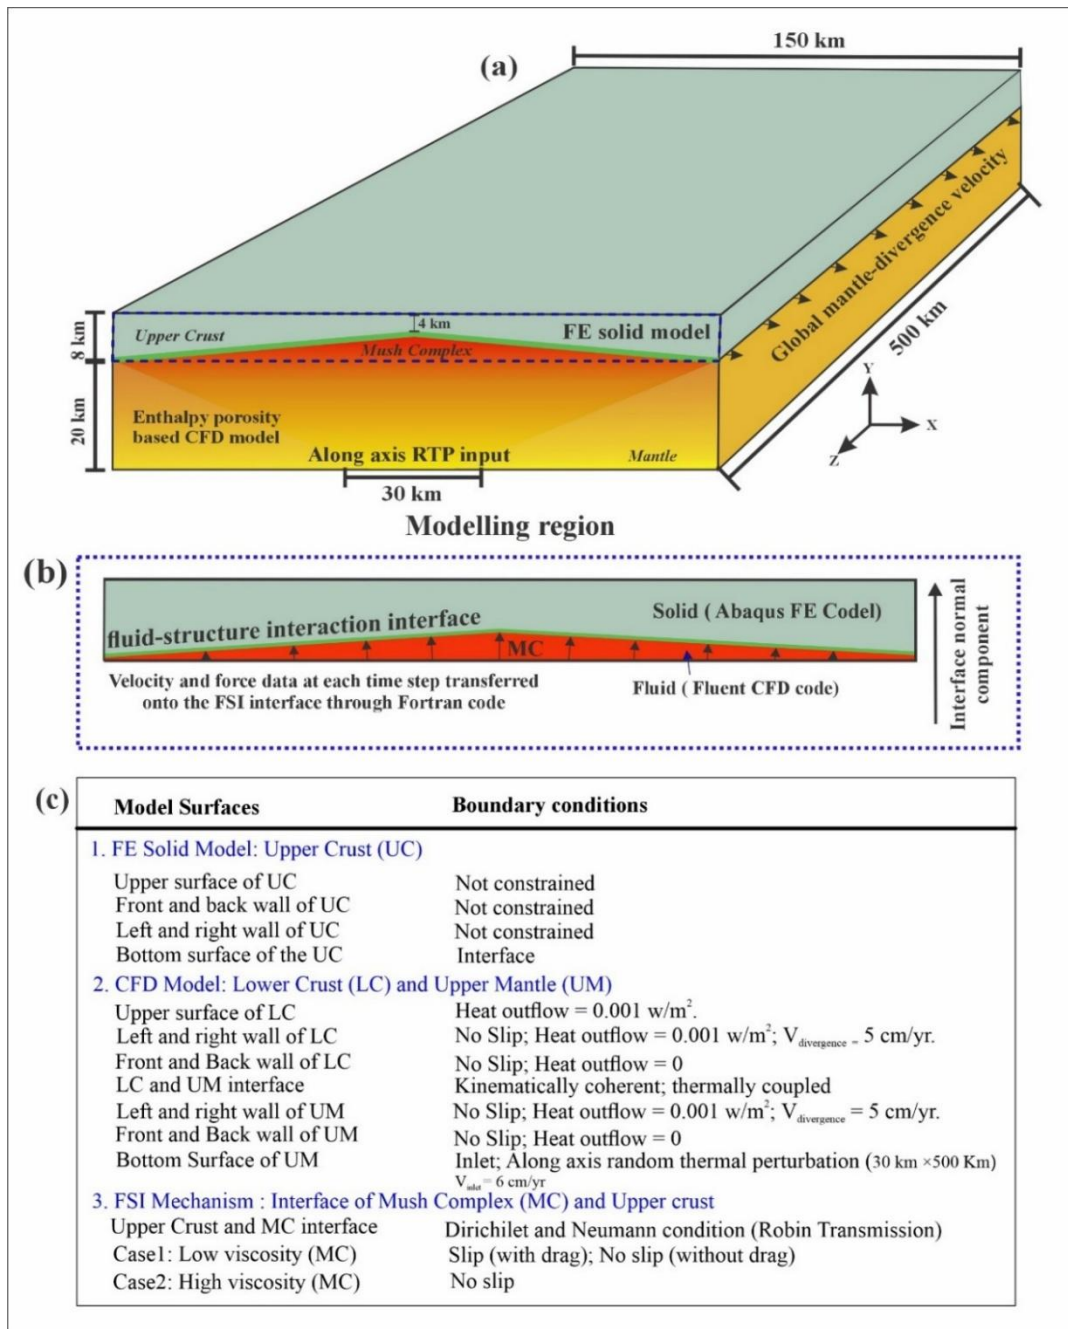 150 km
(a)
Global mantle-divergence velocity
500 km
8 km
4 km
Upper Crust
FE solid model
Mush Complex
20 km
Enthalpy porosity
based CFD model
Along axis RTP input
Mantle
30 km
Y
X
Z
Modelling region
(b)
fluid-structure interaction interface
Solid ( Abaqus FE Codel)
MC
Velocity and force data at each time step transferred
onto the FSI interface through Fortran code
Fluid ( Fluent CFD code)
Interface normal
component
(c)
Model Surfaces Boundary conditions
1. FE Solid Model: Upper Crust (UC)
Upper surface of UC Not constrained
Front and back wall of UC Not constrained
Left and right wall of UC Not constrained
Bottom surface of the UC Interface
2. CFD Model: Lower Crust (LC) and Upper Mantle (UM)
Upper surface of LC Heat outflow = 0.001 w/m².
Left and right wall of LC No Slip; Heat outflow = 0.001 w/m²; V divergence = 5 cm/yr.
Front and Back wall of LC No Slip; Heat outflow = 0
LC and UM interface Kinematically coherent; thermally coupled
Left and right wall of UM No Slip; Heat outflow = 0.001 w/m²; V divergence = 5 cm/yr.
Front and Back wall of UM No Slip; Heat outflow = 0
Bottom Surface of UM Inlet; Along axis random thermal perturbation (30 km ×500 Km)
V inlet = 6 cm/yr
3. FSI Mechanism : Interface of Mush Complex (MC) and Upper crust
Upper Crust and MC interface Dirichilet and Neumann condition (Robin Transmission)
Case1: Low viscosity (MC) Slip (with drag); No slip (without drag)
Case2: High viscosity (MC) No slip